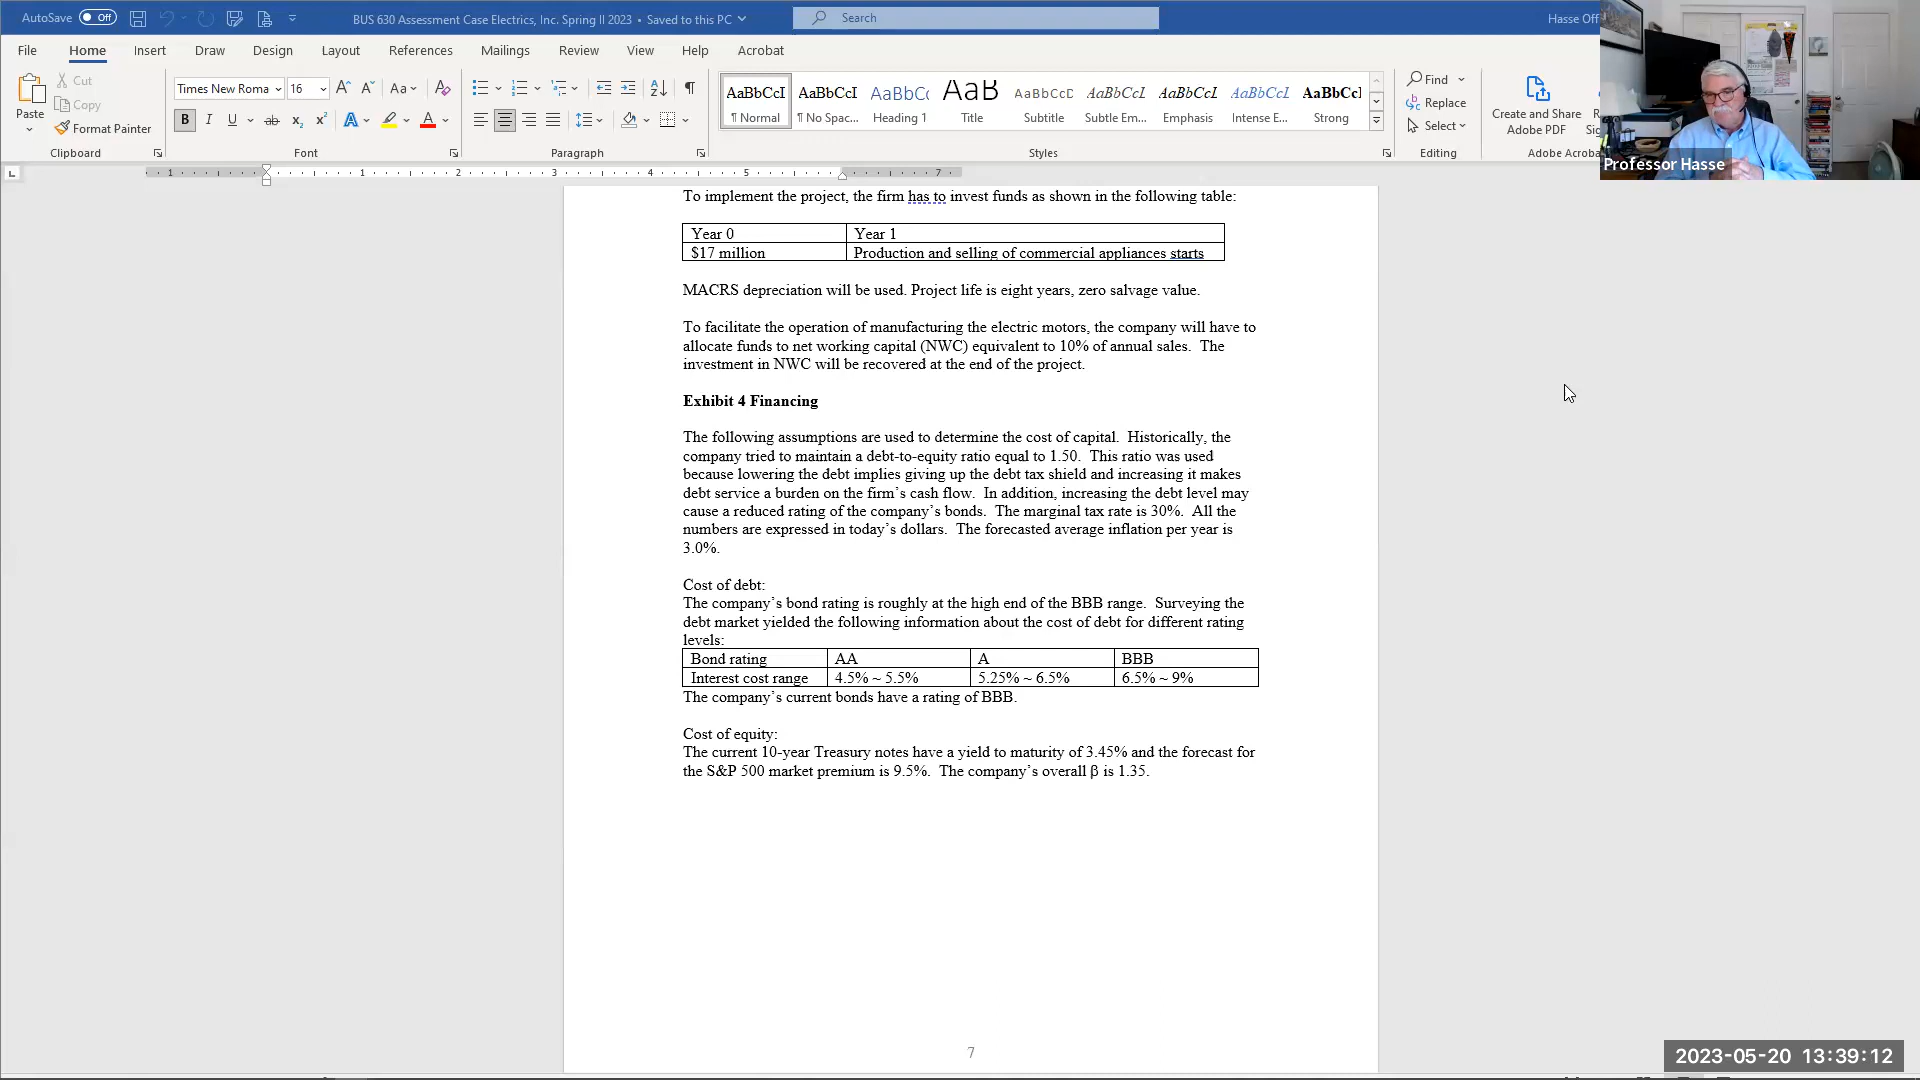 AutoSave Off BUS 630 Assessment Case Electrics, Inc. Spring II 2023 • Saved to this PC Search Hasse Off
File Home Insert Draw Design Layout References Mailings Review View Help Acrobat
Paste Cut Copy Format Painter
Times New Roma 16 Aa
B I U ab x₂ x² A A
AaBbCcI AaBbCcI AaBbCc AaB AaBbCcD AaBbCcL AaBbCcL AaBbCcL AaBbCcI
¶ Normal ¶ No Spac... Heading 1 Title Subtitle Subtle Em... Emphasis Intense E... Strong
Find
Replace
Select
Create and Share
Adobe PDF
Clipboard Font Paragraph Styles Editing Adobe Acroba
Professor Hasse
1 1 2 3 4 5 7
To implement the project, the firm has to invest funds as shown in the following table:
Year 0 Year 1
$17 million Production and selling of commercial appliances starts
MACRS depreciation will be used. Project life is eight years, zero salvage value.
To facilitate the operation of manufacturing the electric motors, the company will have to
allocate funds to net working capital (NWC) equivalent to 10% of annual sales. The
investment in NWC will be recovered at the end of the project.
Exhibit 4 Financing
The following assumptions are used to determine the cost of capital. Historically, the
company tried to maintain a debt-to-equity ratio equal to 1.50. This ratio was used
because lowering the debt implies giving up the debt tax shield and increasing it makes
debt service a burden on the firm’s cash flow. In addition, increasing the debt level may
cause a reduced rating of the company’s bonds. The marginal tax rate is 30%. All the
numbers are expressed in today’s dollars. The forecasted average inflation per year is
3.0%.
Cost of debt:
The company’s bond rating is roughly at the high end of the BBB range. Surveying the
debt market yielded the following information about the cost of debt for different rating
levels:
Bond rating AA A BBB
Interest cost range 4.5% ~ 5.5% 5.25% ~ 6.5% 6.5% ~ 9%
The company’s current bonds have a rating of BBB.
Cost of equity:
The current 10-year Treasury notes have a yield to maturity of 3.45% and the forecast for
the S&P 500 market premium is 9.5%. The company’s overall β is 1.35.
7
2023-05-20 13:39:12